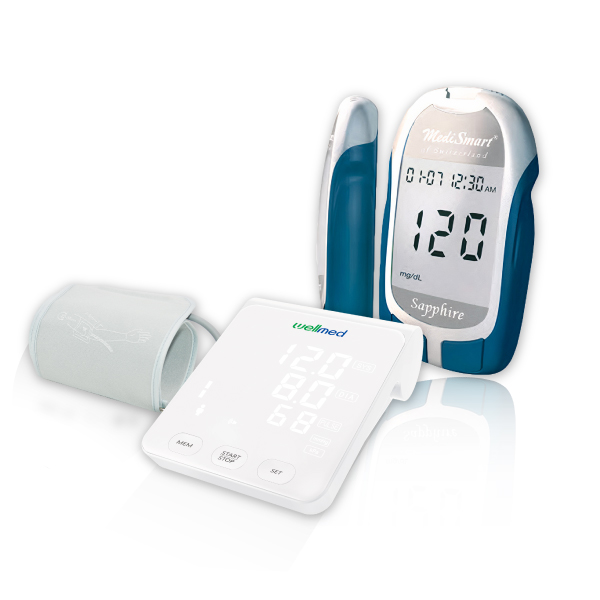 MediSmart®
Switzerland
01-07 12:30 AM
120
mg/dL
Sapphire
wellmed
120
80
68
MEM
START
STOP
SET